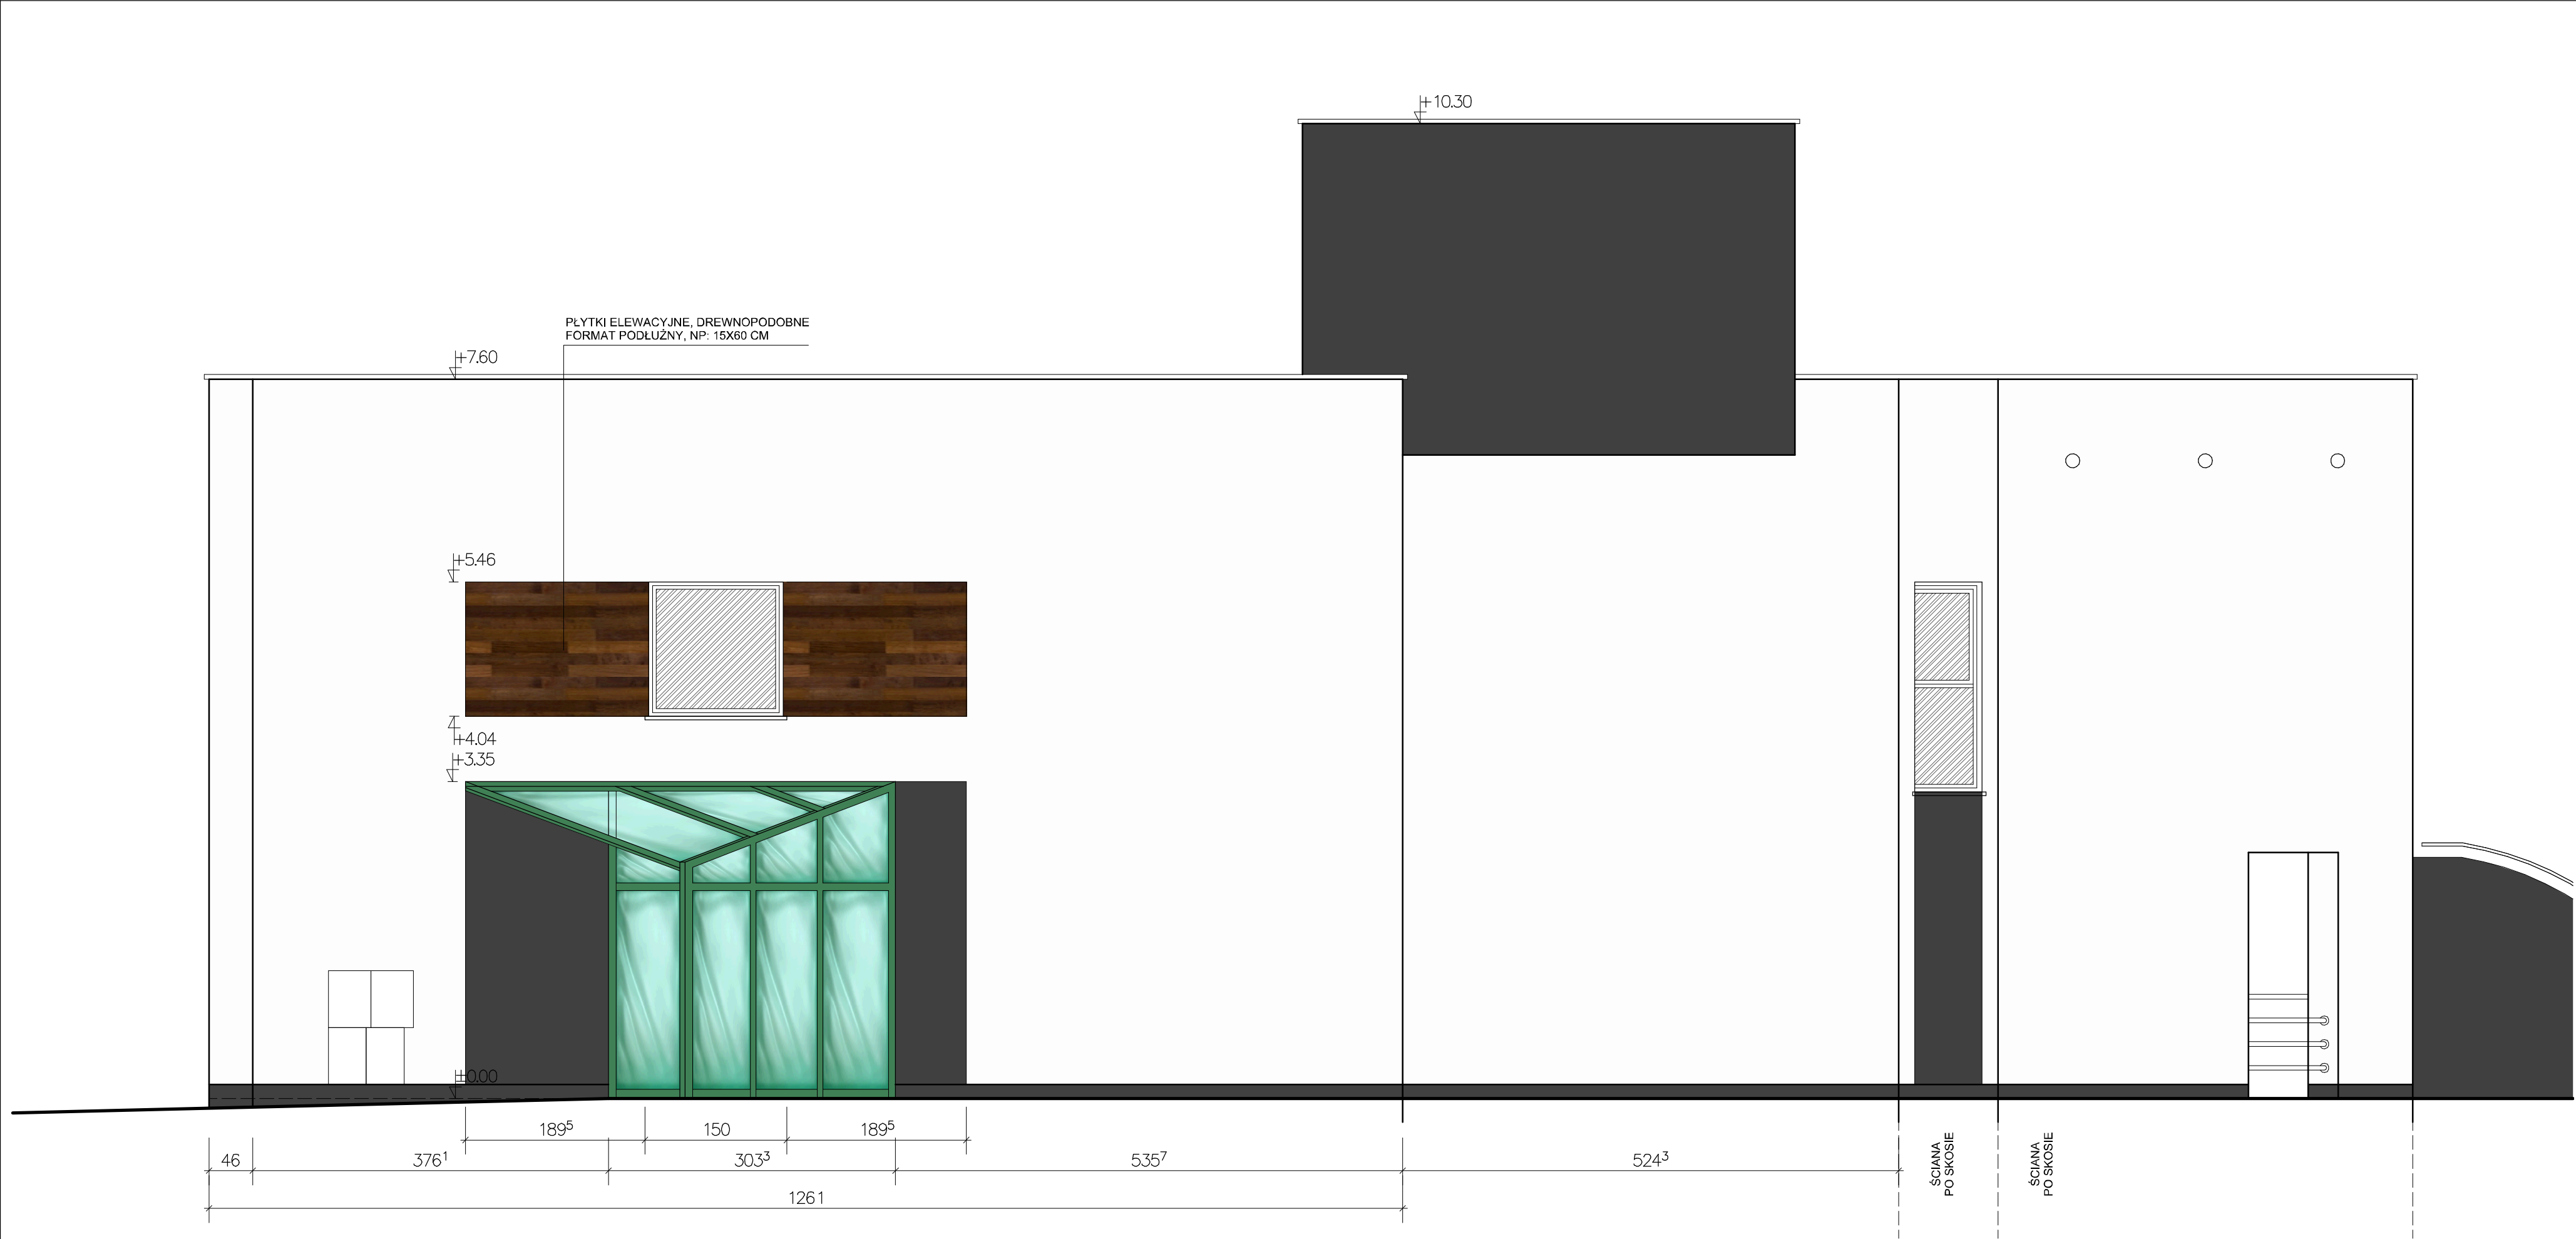 +10.30
PŁYTKI ELEWACYJNE, DREWNOPODOBNE
FORMAT PODŁUŻNY, NP: 15X60 CM
+7.60
+5.46
+4.04
+3.35
±0.00
189⁵ 150 189⁵
46 376¹ 303³ 535⁷ 524³
1261
ŚCIANA
PO SKOSIE
ŚCIANA
PO SKOSIE